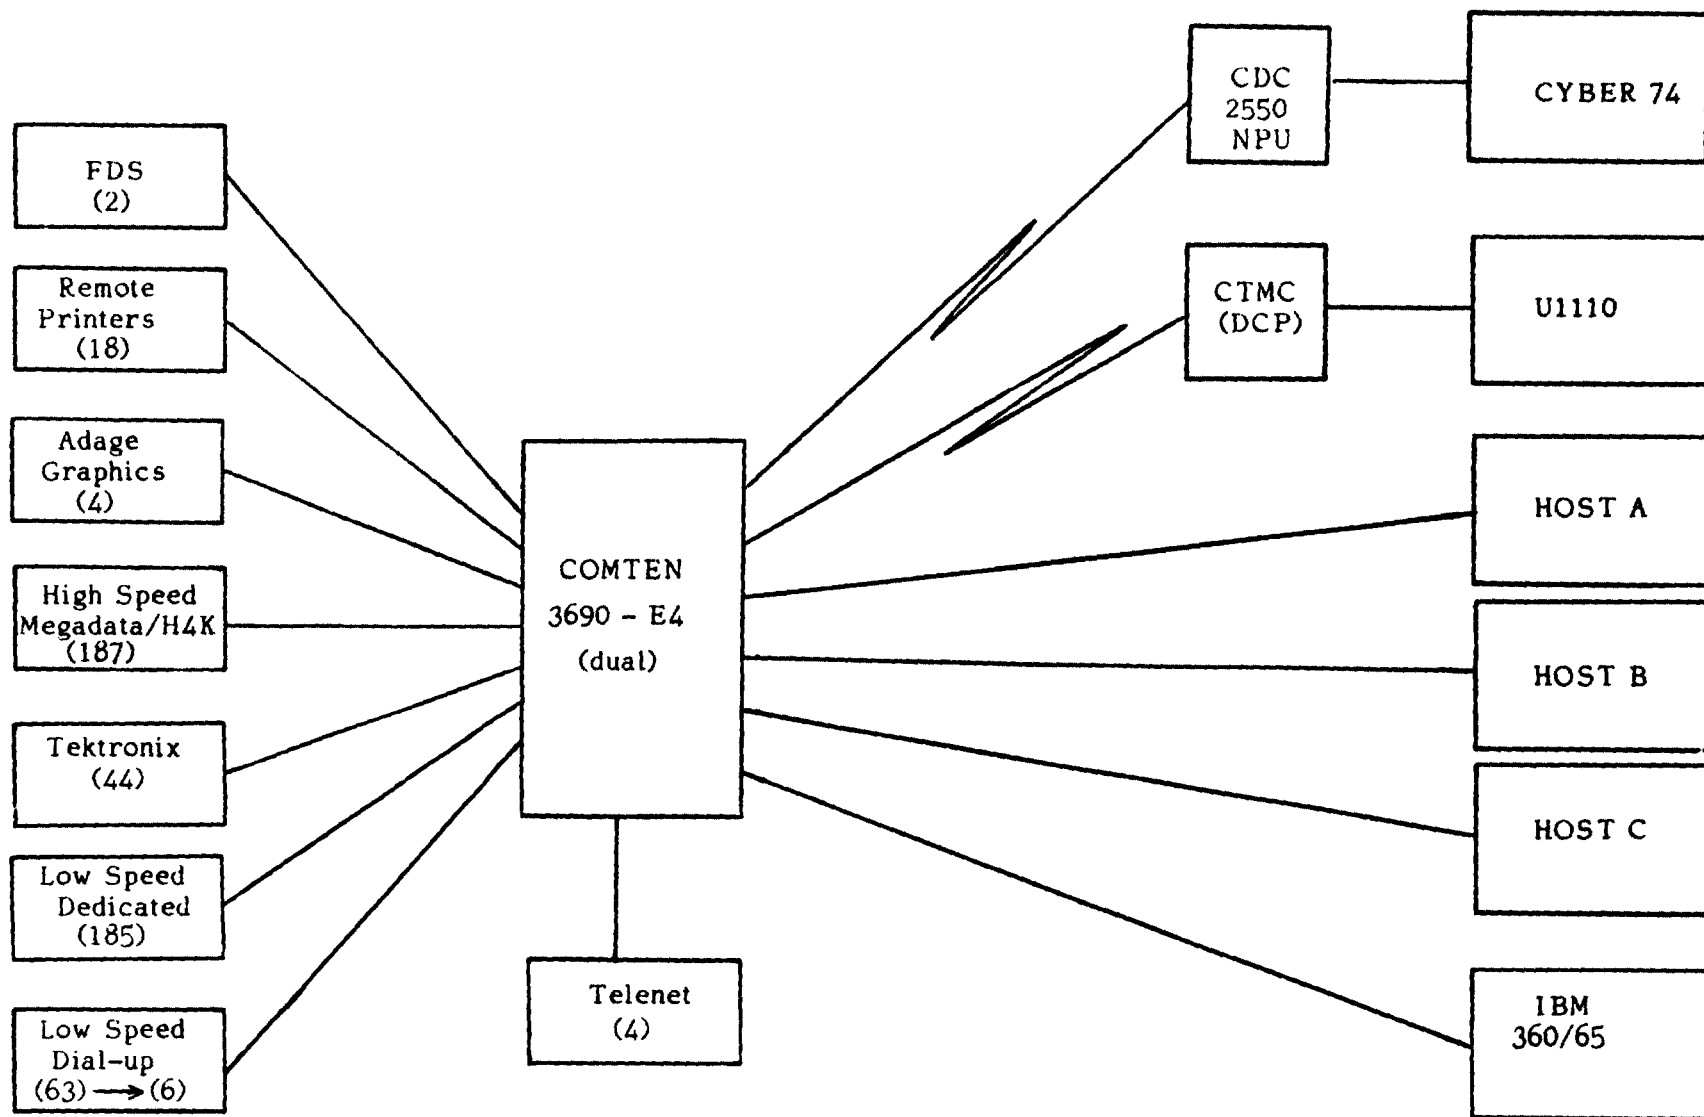 FDS
(2)
Remote
Printers
(18)
Adage
Graphics
(4)
High Speed
Megadata/H4K
(187)
Tektronix
(44)
Low Speed
Dedicated
(185)
Low Speed
Dial-up
(63) → (6)
COMTEN
3690 - E4
(dual)
Telenet
(4)
CDC
2550
NPU
CTMC
(DCP)
CYBER 74
U1110
HOST A
HOST B
HOST C
IBM
360/65